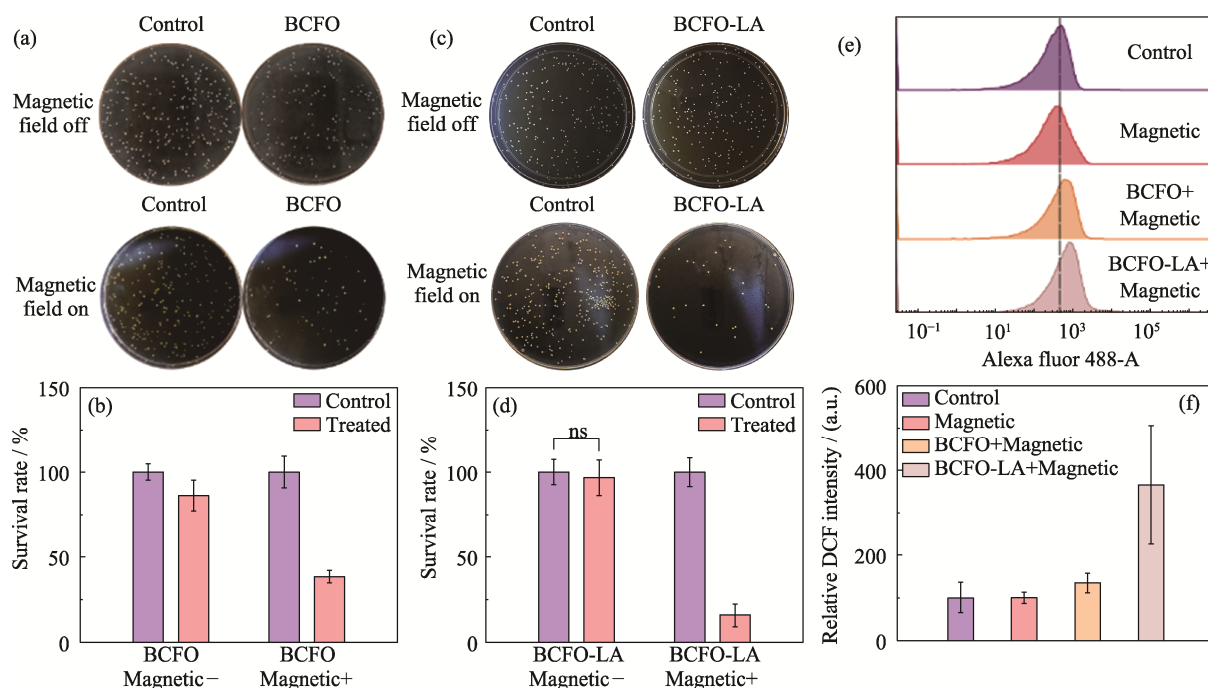 (a)
Control
BCFO
Magnetic
field off
Control
BCFO
Magnetic
field on
(c)
Control
BCFO-LA
Magnetic
field off
Control
BCFO-LA
Magnetic
field on
(e)
Control
Magnetic
BCFO+
Magnetic
BCFO-LA+
Magnetic
10⁻¹
10¹
10³
10⁵
Alexa fluor 488-A
(b)
Control
Treated
150
100
50
0
Survival rate / %
BCFO
Magnetic−
BCFO
Magnetic+
(d)
Control
Treated
ns
150
100
50
0
Survival rate / %
BCFO-LA
Magnetic−
BCFO-LA
Magnetic+
(f)
Control
Magnetic
BCFO+Magnetic
BCFO-LA+Magnetic
600
400
200
0
Relative DCF intensity / (a.u.)